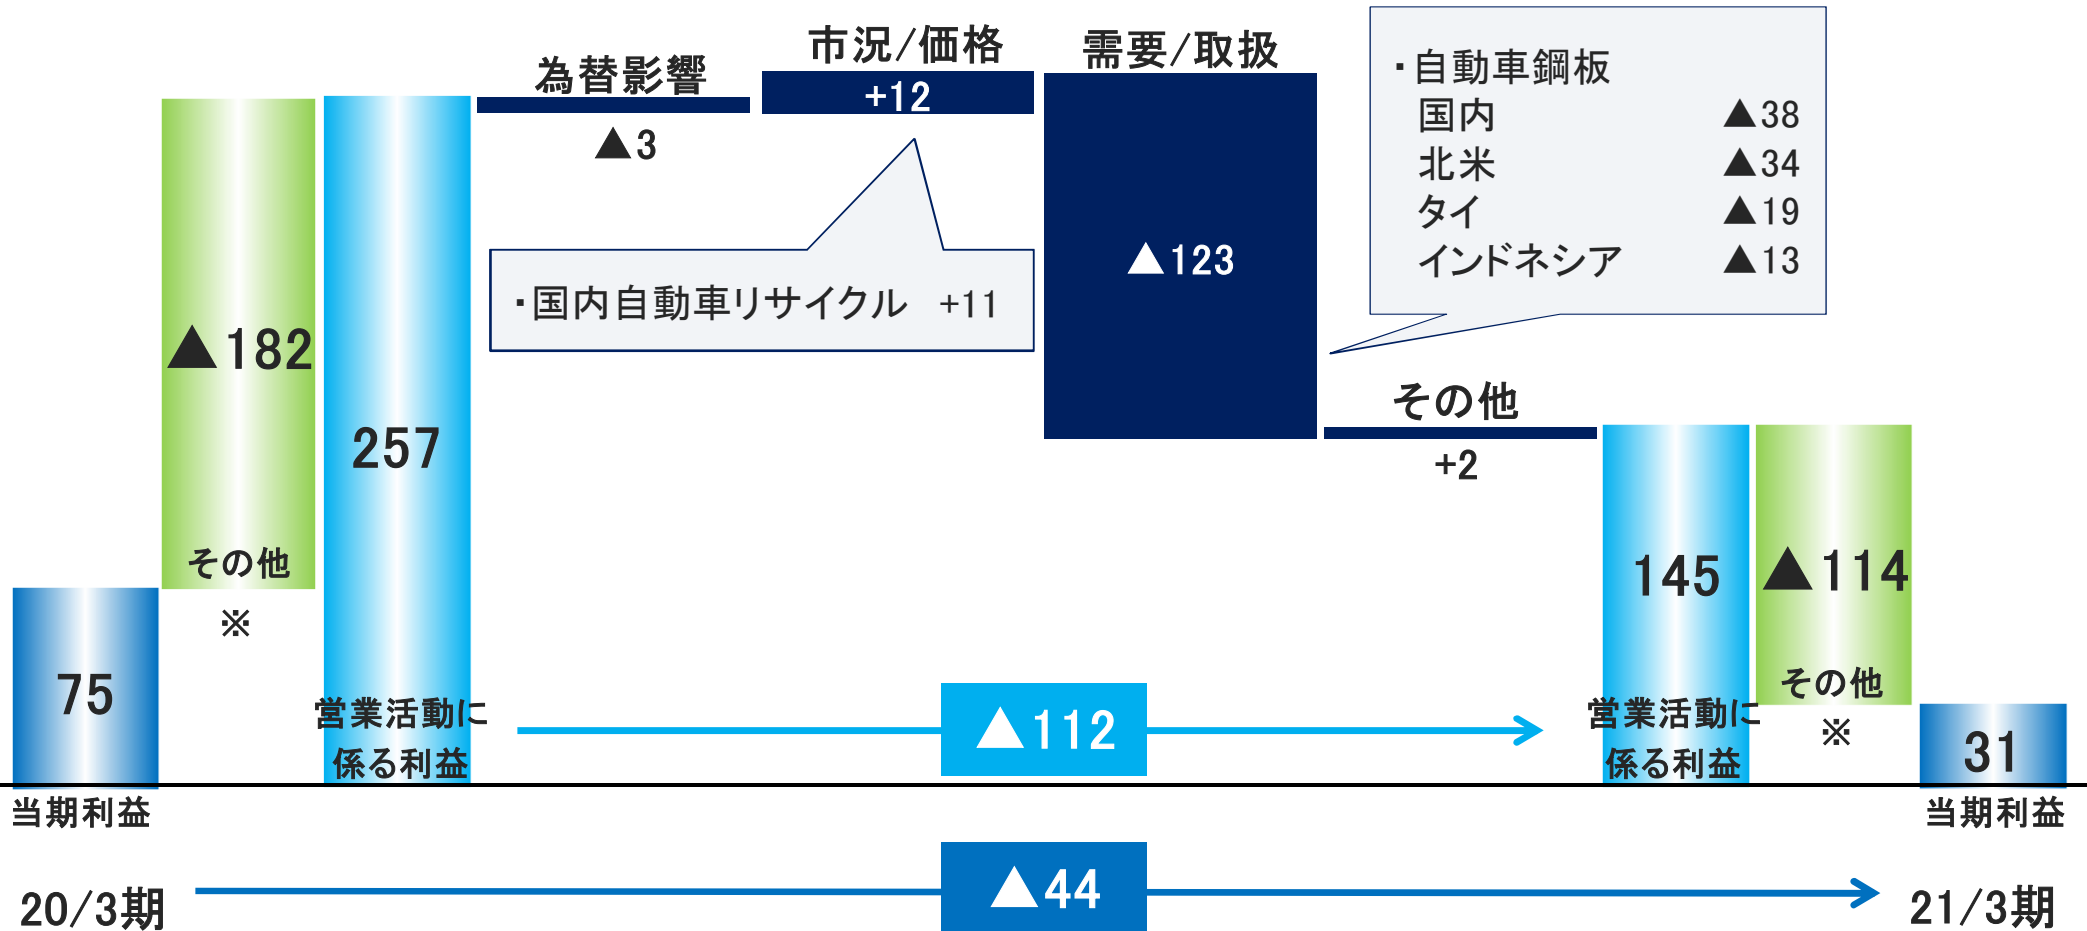 為替影響
▲3
市況/価格
+12
需要/取扱
▲123
・自動車鋼板
国内 ▲38
北米 ▲34
タイ ▲19
インドネシア ▲13
・国内自動車リサイクル +11
▲182
その他
※
257
営業活動に
係る利益
75
当期利益
その他
+2
145
営業活動に
係る利益
▲114
その他
※
31
当期利益
▲112
20/3期
▲44
21/3期